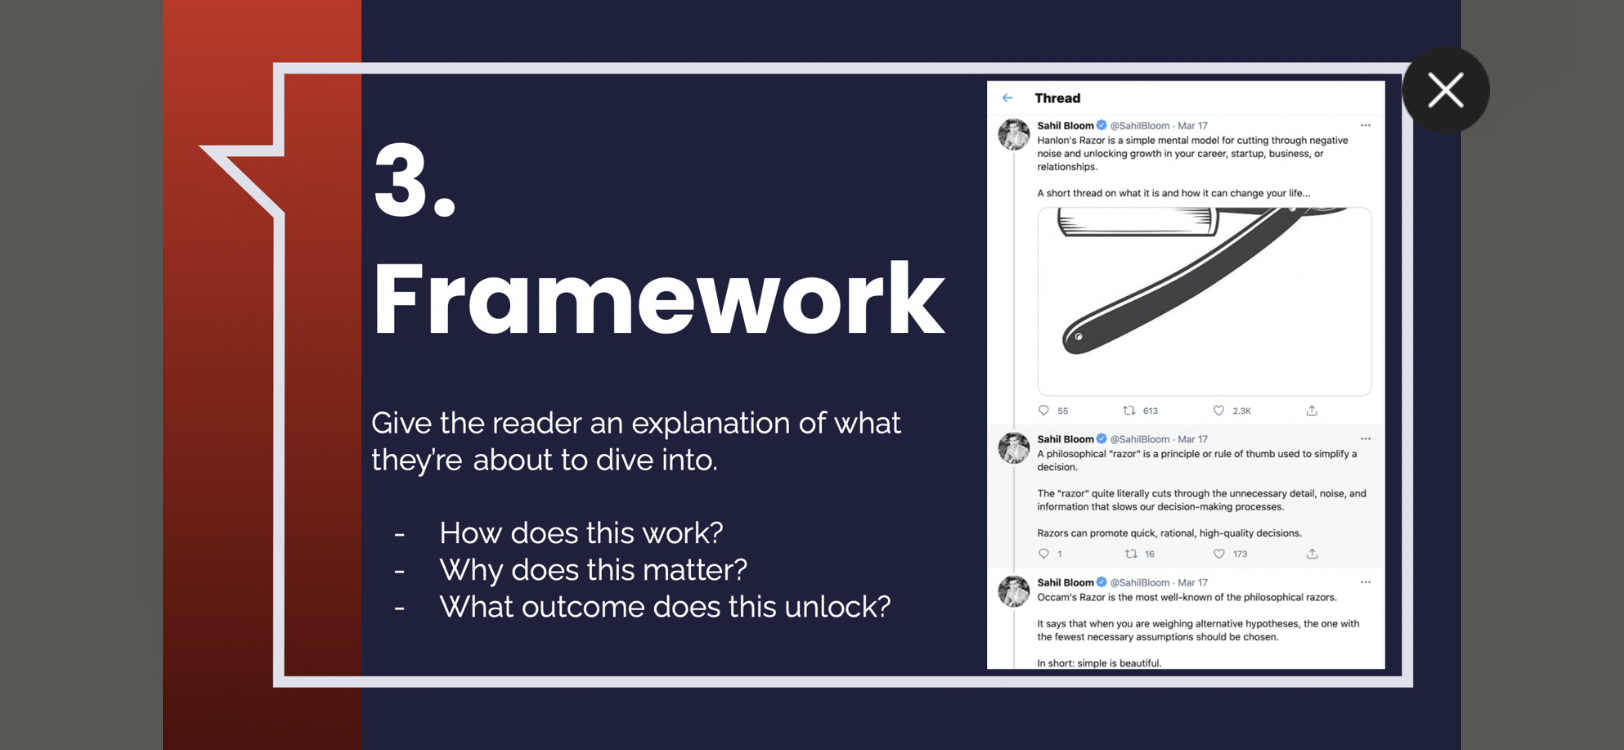 3.
Framework
Give the reader an explanation of what
they're about to dive into.
- How does this work?
- Why does this matter?
- What outcome does this unlock?
Thread
Sahil Bloom @SahilBloom · Mar 17
Hanlon's Razor is a simple mental model for cutting through negative
noise and unlocking growth in your career, startup, business, or
relationships.
A short thread on what it is and how it can change your life...
55 613 2.3K
Sahil Bloom @SahilBloom · Mar 17
A philosophical "razor" is a principle or rule of thumb used to simplify a
decision.
The "razor" quite literally cuts through the unnecessary detail, noise, and
information that slows our decision-making processes.
Razors can promote quick, rational, high-quality decisions.
1 16 173
Sahil Bloom @SahilBloom · Mar 17
Occam's Razor is the most well-known of the philosophical razors.
It says that when you are weighing alternative hypotheses, the one with
the fewest necessary assumptions should be chosen.
In short: simple is beautiful.